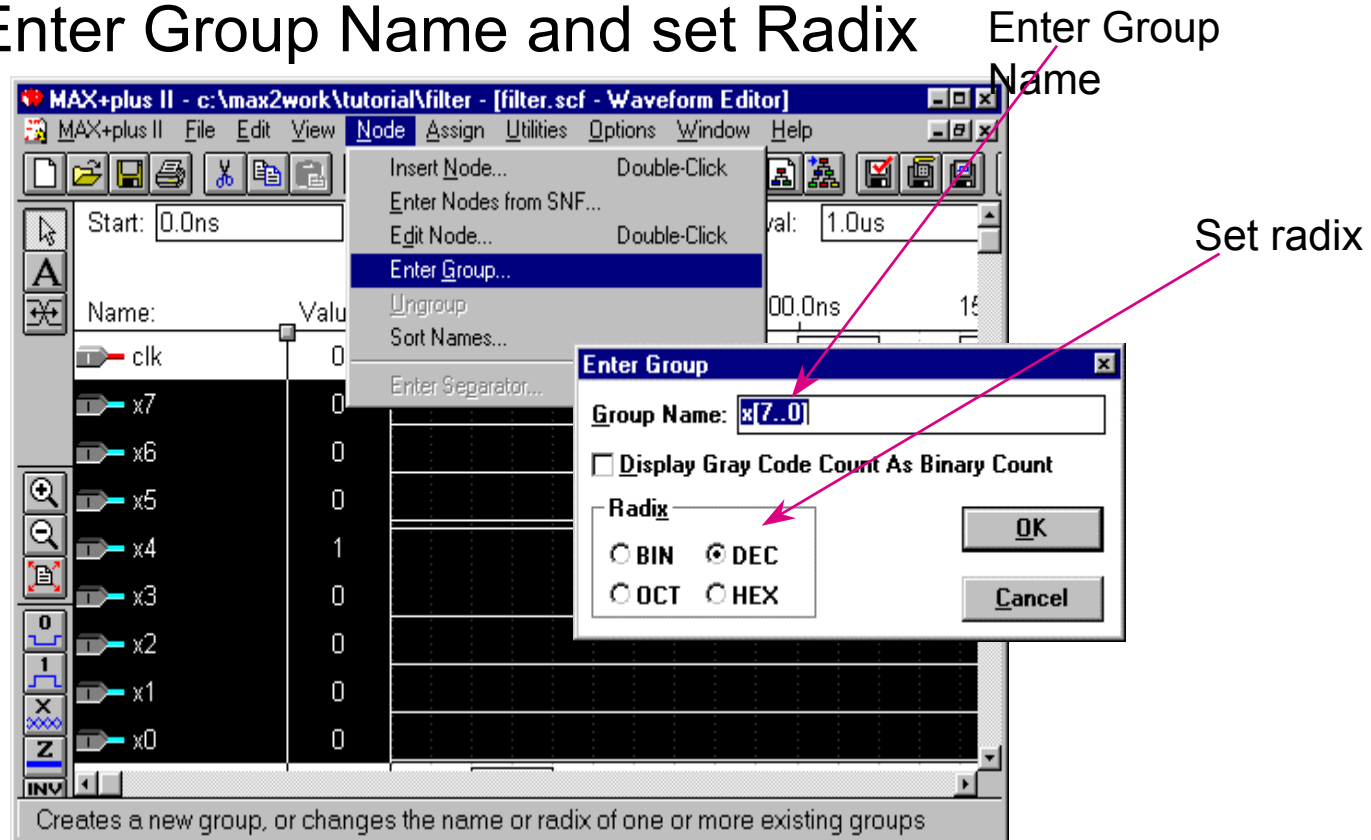 Enter Group Name and set Radix
Enter Group
Name
Set radix
MAX+plus II - c:\max2work\tutorial\filter - [filter.scf - Waveform Editor]
MAX+plus II File Edit View Node Assign Utilities Options Window Help
Insert Node... Double-Click
Enter Nodes from SNF...
Edit Node... Double-Click
Enter Group...
Ungroup
Sort Names...
Enter Separator...
A
0
1
X
Z
INV
Start: 0.0ns
1.0us
Name:
00.0ns
clk 0
x7 0
x6 0
x5 0
x4 1
x3 0
x2 0
x1 0
x0 0
Enter Group
Group Name: x[7..0]
Display Gray Code Count As Binary Count
Radix
BIN DEC
OCT HEX
OK
Cancel
Creates a new group, or changes the name or radix of one or more existing groups